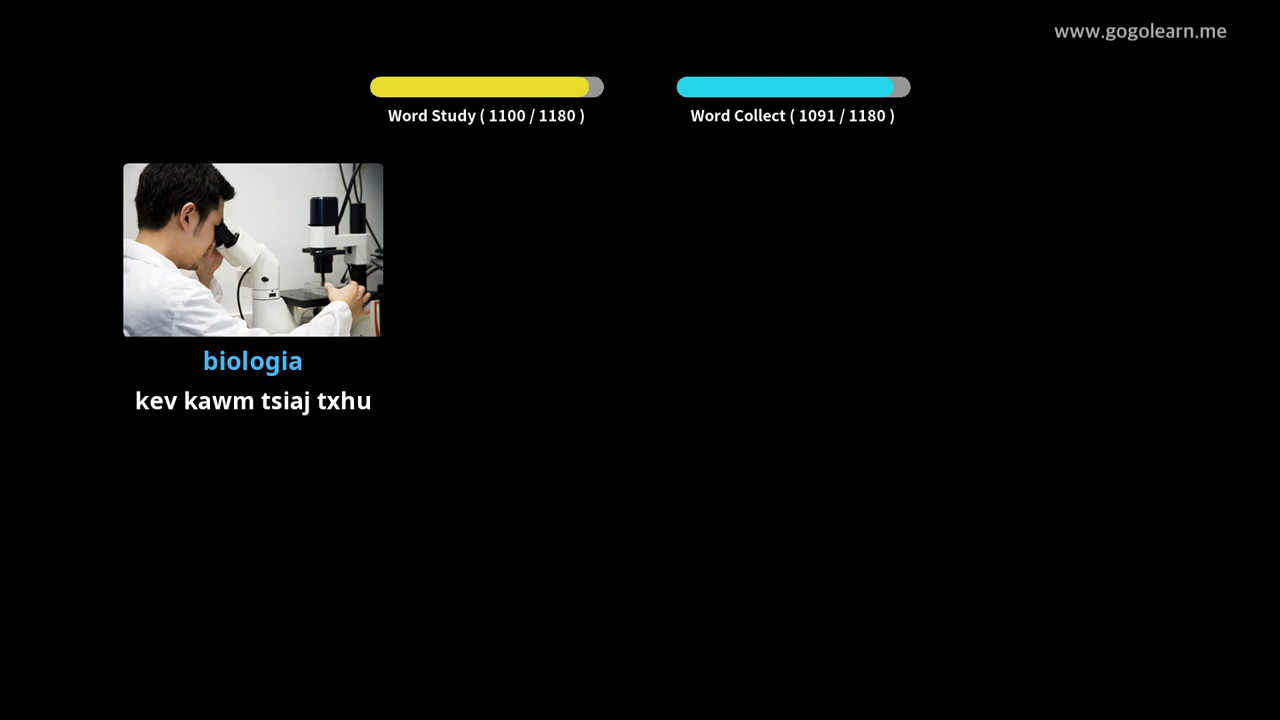 www.gogolearn.me
Word Study ( 1100 / 1180 )
Word Collect ( 1091 / 1180 )
biologia
kev kawm tsiaj txhu